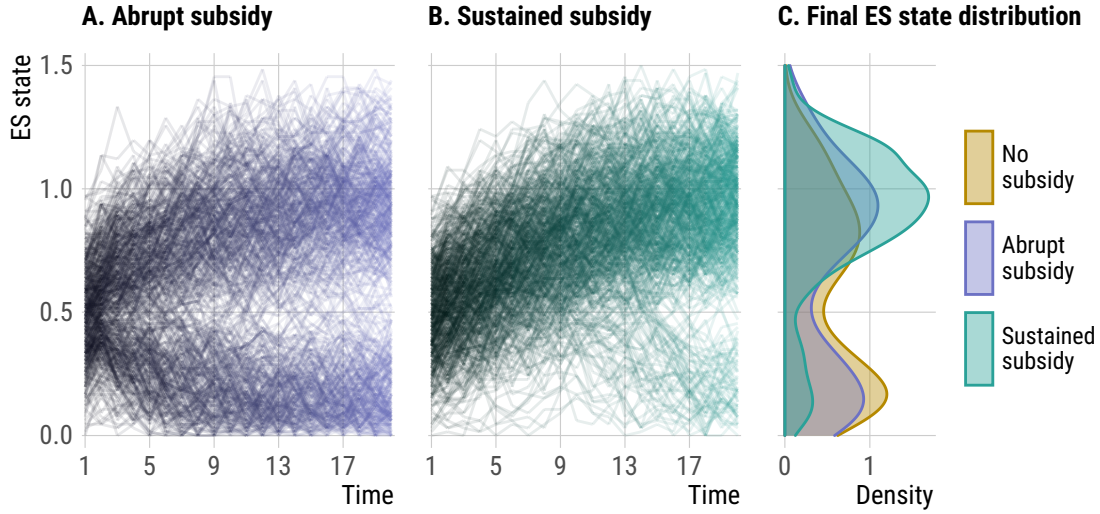 A. Abrupt subsidy
B. Sustained subsidy
C. Final ES state distribution
ES state
1.5
1.0
0.5
0.0
1 5 9 13 17
Time
1 5 9 13 17
Time
0 1
Density
No
subsidy
Abrupt
subsidy
Sustained
subsidy